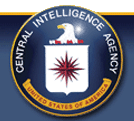 CENTRAL INTELLIGENCE AGENCY
UNITED STATES OF AMERICA